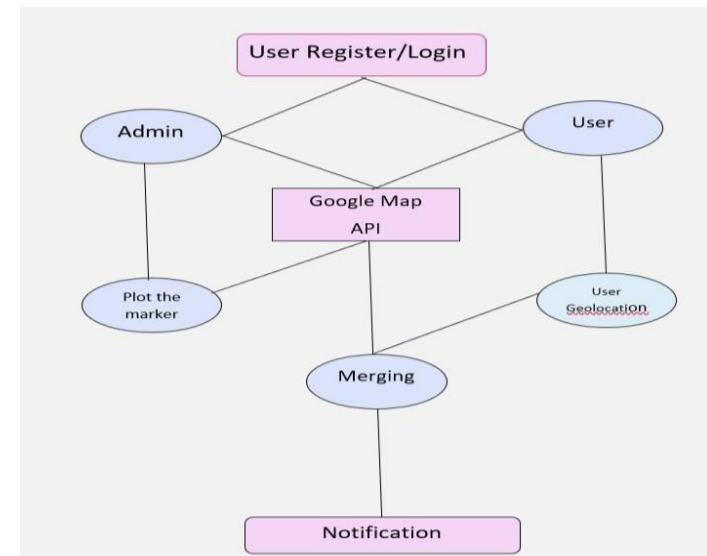 User Register/Login
Admin
User
Google Map
API
Plot the
marker
User
Geolocation
Merging
Notification